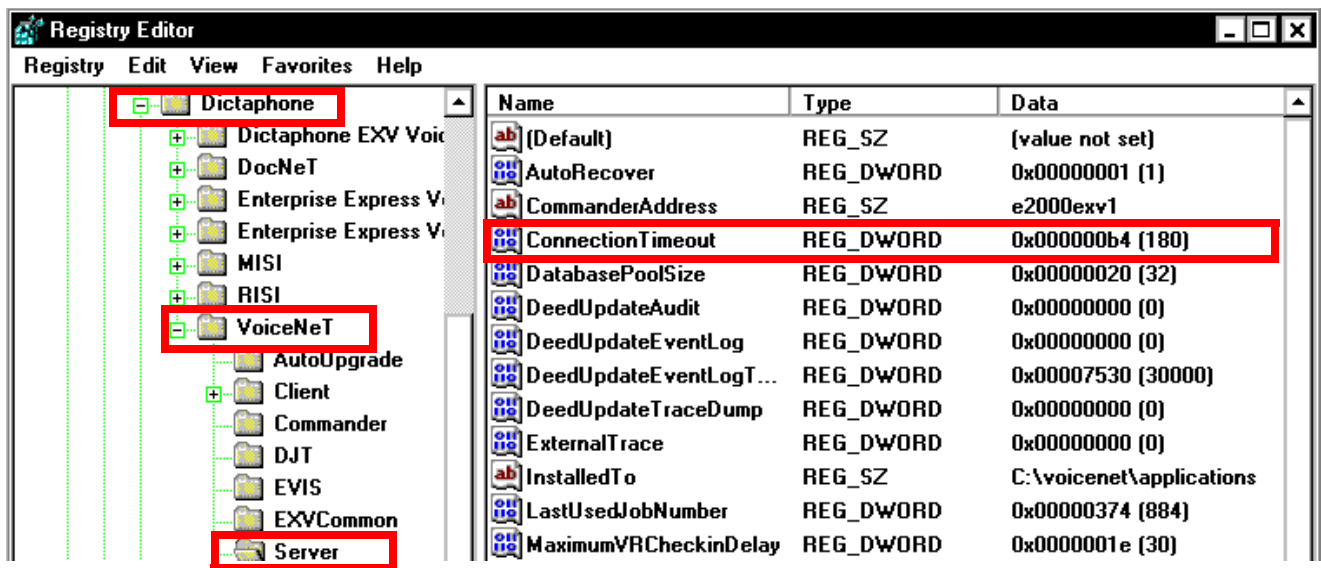 Registry Editor
Registry Edit View Favorites Help
Dictaphone
Dictaphone EXV Voic
DocNeT
Enterprise Express V
Enterprise Express V
MISI
RISI
VoiceNeT
AutoUpgrade
Client
Commander
DJT
EVIS
EXVCommon
Server
Name Type Data
(Default) REG_SZ (value not set)
AutoRecover REG_DWORD 0x00000001 (1)
CommanderAddress REG_SZ e2000exv1
ConnectionTimeout REG_DWORD 0x000000b4 (180)
DatabasePoolSize REG_DWORD 0x00000020 (32)
DeedUpdateAudit REG_DWORD 0x00000000 (0)
DeedUpdateEventLog REG_DWORD 0x00000000 (0)
DeedUpdateEventLogT... REG_DWORD 0x00007530 (30000)
DeedUpdateTraceDump REG_DWORD 0x00000000 (0)
ExternalTrace REG_DWORD 0x00000000 (0)
InstalledTo REG_SZ C:\voicenet\applications
LastUsedJobNumber REG_DWORD 0x00000374 (884)
MaximumVRCheckinDelay REG_DWORD 0x0000001e (30)